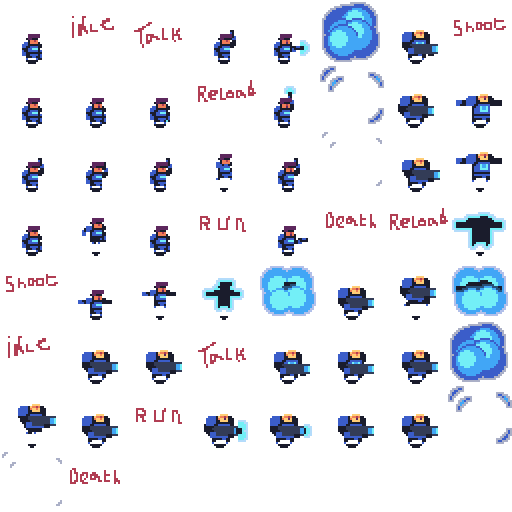 idle
Talk
Shoot
Reload
RUN
Death
Reload
Shoot
idle
Talk
RUN
Death